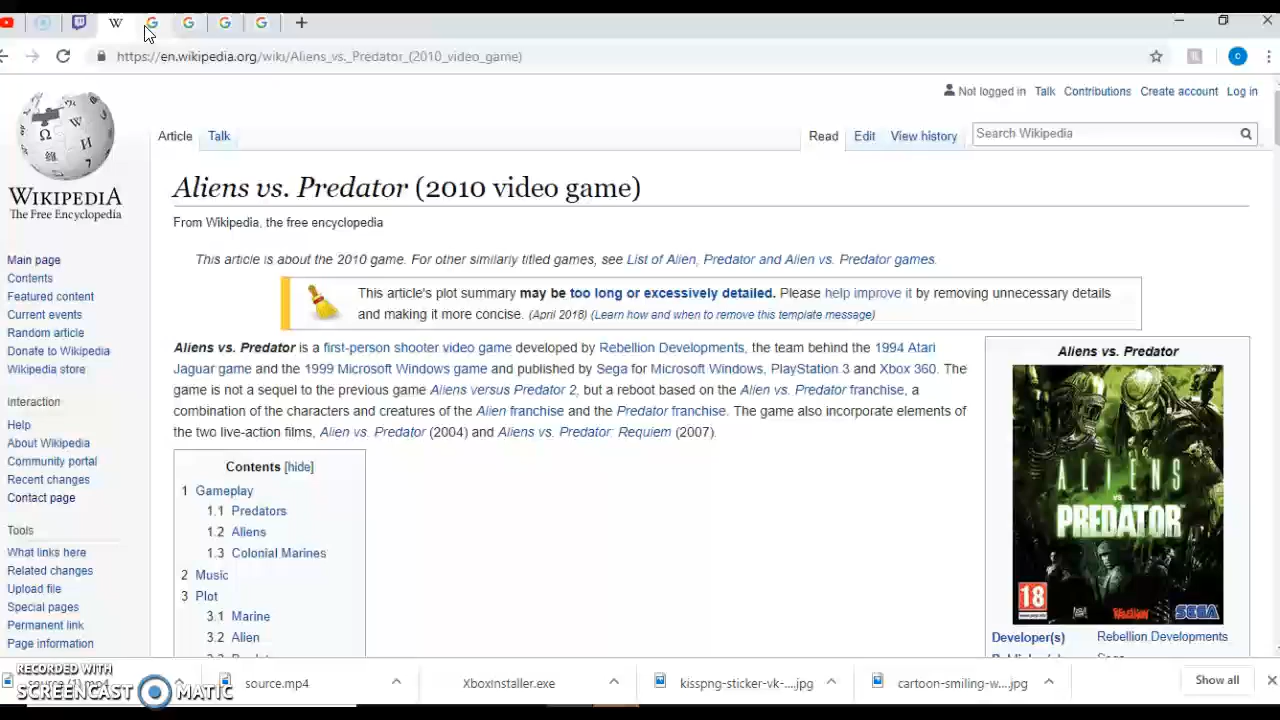 https://en.wikipedia.org/wiki/Aliens_vs._Predator_(2010_video_game)
Not logged in Talk Contributions Create account Log in
Article Talk Read Edit View history Search Wikipedia
WIKIPEDIA
The Free Encyclopedia
Aliens vs. Predator (2010 video game)
From Wikipedia, the free encyclopedia
This article is about the 2010 game. For other similarly titled games, see List of Alien, Predator and Alien vs. Predator games.
This article's plot summary may be too long or excessively detailed. Please help improve it by removing unnecessary details
and making it more concise. (April 2018) (Learn how and when to remove this template message)
Aliens vs. Predator is a first-person shooter video game developed by Rebellion Developments, the team behind the 1994 Atari
Jaguar game and the 1999 Microsoft Windows game and published by Sega for Microsoft Windows, PlayStation 3 and Xbox 360. The
game is not a sequel to the previous game Aliens versus Predator 2, but a reboot based on the Alien vs. Predator franchise, a
combination of the characters and creatures of the Alien franchise and the Predator franchise. The game also incorporate elements of
the two live-action films, Alien vs. Predator (2004) and Aliens vs. Predator: Requiem (2007).
Main page
Contents
Featured content
Current events
Random article
Donate to Wikipedia
Wikipedia store
Interaction
Help
About Wikipedia
Community portal
Recent changes
Contact page
Tools
What links here
Related changes
Upload file
Special pages
Permanent link
Page information
Contents [hide]
1 Gameplay
1.1 Predators
1.2 Aliens
1.3 Colonial Marines
2 Music
3 Plot
3.1 Marine
3.2 Alien
Aliens vs. Predator
ALIENS
VS
PREDATOR
18
REBELLION
SEGA
Developer(s) Rebellion Developments
RECORDED WITH
SCREENCAST MATIC
source.mp4
XboxInstaller.exe
kisspng-sticker-vk-....jpg
cartoon-smiling-w....jpg
Show all